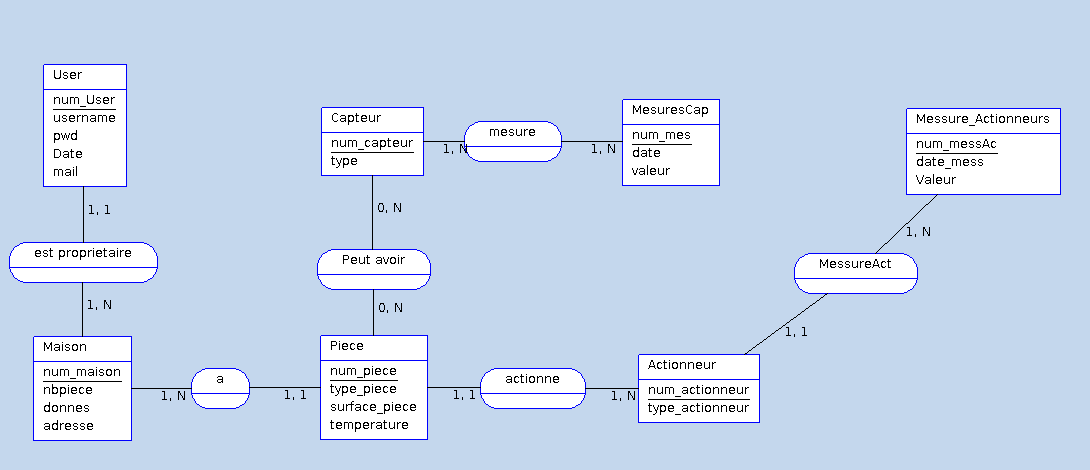 User
num_User
username
pwd
Date
mail
1, 1
est proprietaire
1, N
Maison
num_maison
nbpiece
donnes
adresse
1, N
a
1, 1
Capteur
num_capteur
type
1, N
mesure
1, N
MesuresCap
num_mes
date
valeur
0, N
Peut avoir
0, N
Piece
num_piece
type_piece
surface_piece
temperature
1, 1
actionne
1, N
Actionneur
num_actionneur
type_actionneur
1, 1
MessureAct
1, N
Messure_Actionneurs
num_messAc
date_mess
Valeur